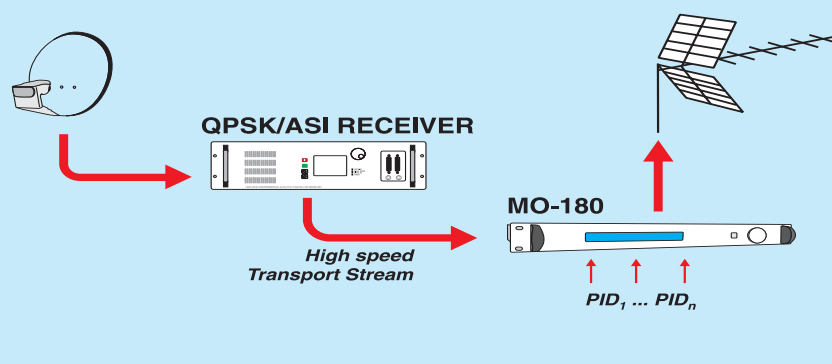 QPSK/ASI RECEIVER
MO-180
High speed
Transport Stream
PID₁ ... PIDₙ